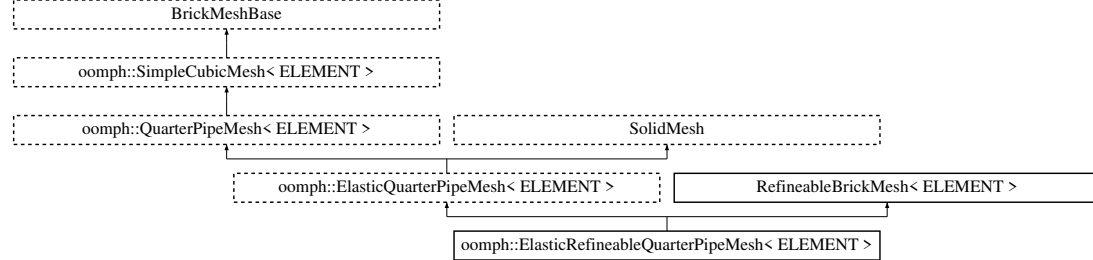 BrickMeshBase
oomph::SimpleCubicMesh< ELEMENT >
oomph::QuarterPipeMesh< ELEMENT >
SolidMesh
oomph::ElasticQuarterPipeMesh< ELEMENT >
RefineableBrickMesh< ELEMENT >
oomph::ElasticRefineableQuarterPipeMesh< ELEMENT >